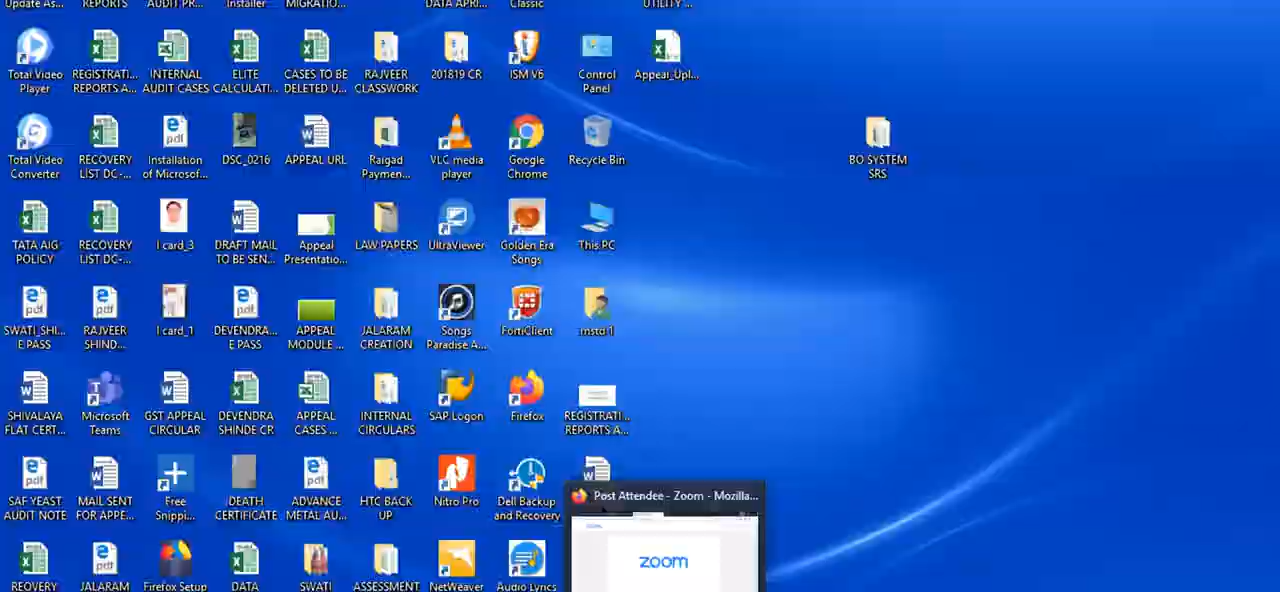 Update As... REPORTS AUDIT PR... Installer MIGRATIO... DATA APRI... Classic UTILITY ...
Total Video REGISTRATI... INTERNAL ELITE CASES TO BE RAJVEER 201819 CR ISM V6 Control Appeal_Upl...
Player REPORTS A... AUDIT CASES CALCULATI... DELETED U... CLASSWORK Panel
Total Video RECOVERY Installation DSC_0216 APPEAL URL Raigad VLC media Google Recycle Bin BO SYSTEM
Converter LIST DC-... of Microsof... Paymen... player Chrome SRS
TATA AIG RECOVERY I card_3 DRAFT MAIL Appeal LAW PAPERS UltraViewer Golden Era This PC
POLICY LIST DC-... TO BE SEN... Presentatio... Songs
SWATI_SHI... RAJVEER I card_1 DEVENDRA... APPEAL JALARAM Songs FortiClient mstd 1
E PASS SHIND... E PASS MODULE ... CREATION Paradise A...
SHIVALAYA Microsoft GST APPEAL DEVENDRA APPEAL INTERNAL SAP Logon Firefox REGISTRATI...
FLAT CERT... Teams CIRCULAR SHINDE CR CASES ... CIRCULARS REPORTS A...
Post Attendee - Zoom - Mozilla...
SAF YEAST MAIL SENT Free DEATH ADVANCE HTC BACK Nitro Pro Dell Backup
AUDIT NOTE FOR APPE... Snippi... CERTIFICATE METAL AU... UP and Recovery
zoom
REOVERY JALARAM Firefox Setup DATA SWATI ASSESSMENT NetWeaver Audio Lyrics